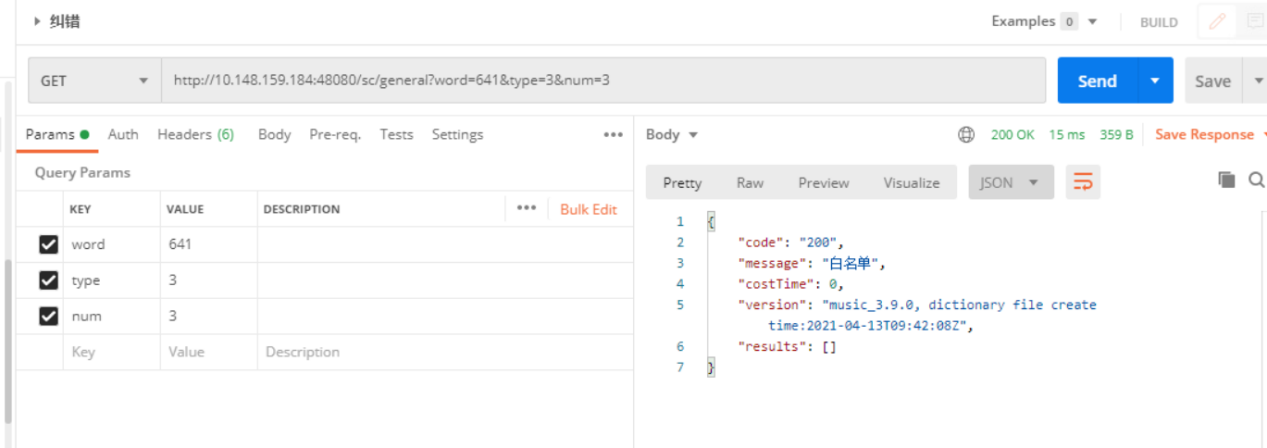 纠错
Examples 0
BUILD
GET
http://10.148.159.184:48080/sc/general?word=641&type=3&num=3
Send
Save
Params
Auth
Headers (6)
Body
Pre-req.
Tests
Settings
Query Params
KEY VALUE DESCRIPTION ••• Bulk Edit
word 641
type 3
num 3
Key Value Description
Body
200 OK 15 ms 359 B Save Response
Pretty Raw Preview Visualize JSON
1 {
2 "code": "200",
3 "message": "白名单",
4 "costTime": 0,
5 "version": "music_3.9.0, dictionary file create
time:2021-04-13T09:42:08Z",
6 "results": []
7 }